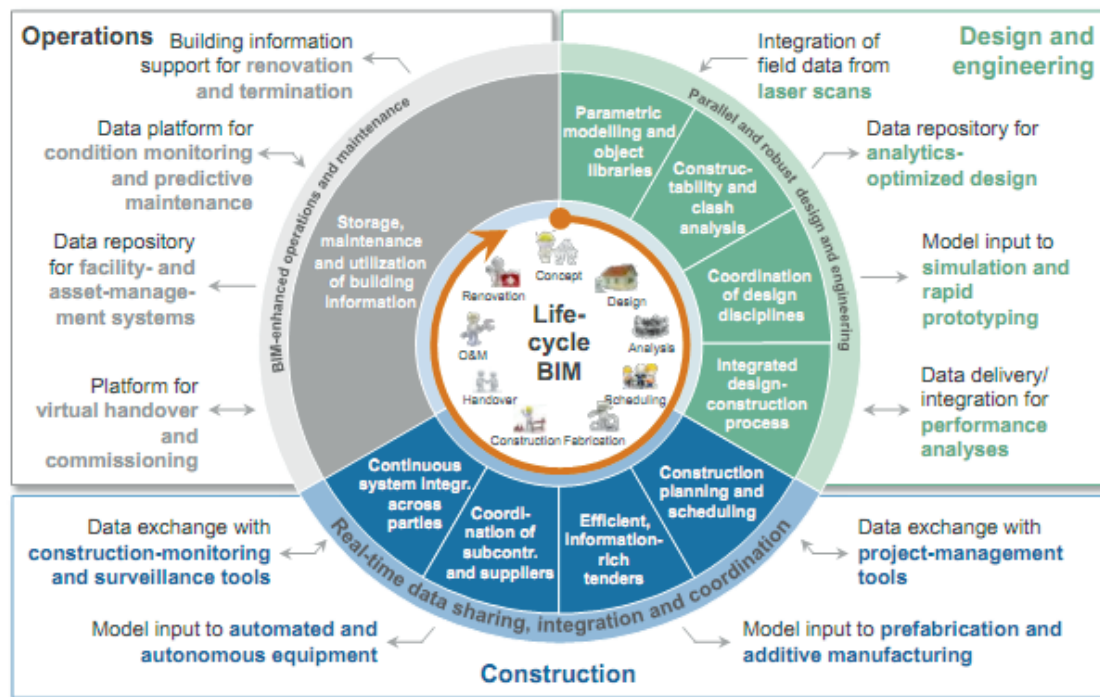 Operations
Building information
support for renovation
and termination
Data platform for
condition monitoring
and predictive
maintenance
Data repository
for facility- and
asset-manage-
ment systems
Platform for
virtual handover
and
commissioning
BIM-enhanced operations and maintenance
Storage,
maintenance
and utilization
of building
information
Design and
engineering
Integration of
field data from
laser scans
Data repository for
analytics-
optimized design
Model input to
simulation and
rapid
prototyping
Data delivery/
integration for
performance
analyses
Parallel and robust design and engineering
Parametric
modelling and
object
libraries
Construc-
tability and
clash
analysis
Coordination
of design
disciplines
Integrated
design-
construction
process
Life-
cycle
BIM
Concept
Design
Analysis
Scheduling
Fabrication
Construction
Handover
O&M
Renovation
Construction
planning and
scheduling
Efficient,
information-
rich
tenders
Coordi-
nation of
subcontr.
and suppliers
Continuous
system integr.
across
parties
Real-time data sharing, integration and coordination
Data exchange with
construction-monitoring
and surveillance tools
Model input to automated and
autonomous equipment
Data exchange with
project-management
tools
Model input to prefabrication and
additive manufacturing
Construction